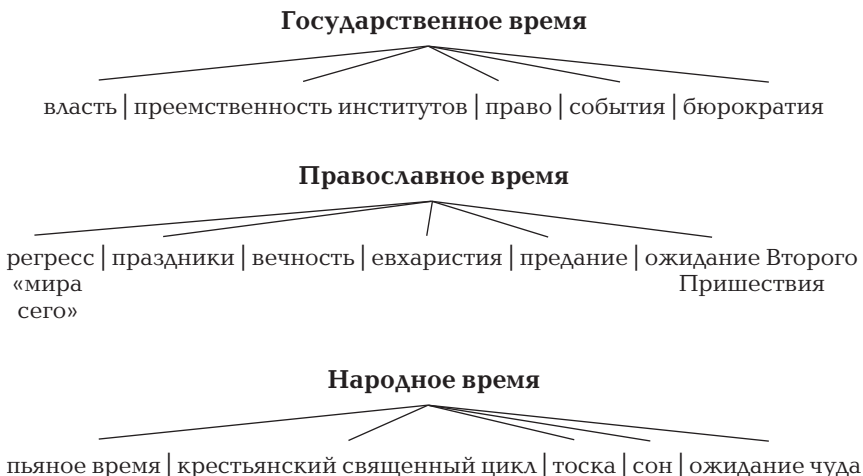 Государственное время
власть | преемственность институтов | право | события | бюрократия
Православное время
регресс | праздники | вечность | евхаристия | предание | ожидание Второго
«мира Пришествия
сего»
Народное время
пьяное время | крестьянский священный цикл | тоска | сон | ожидание чуда